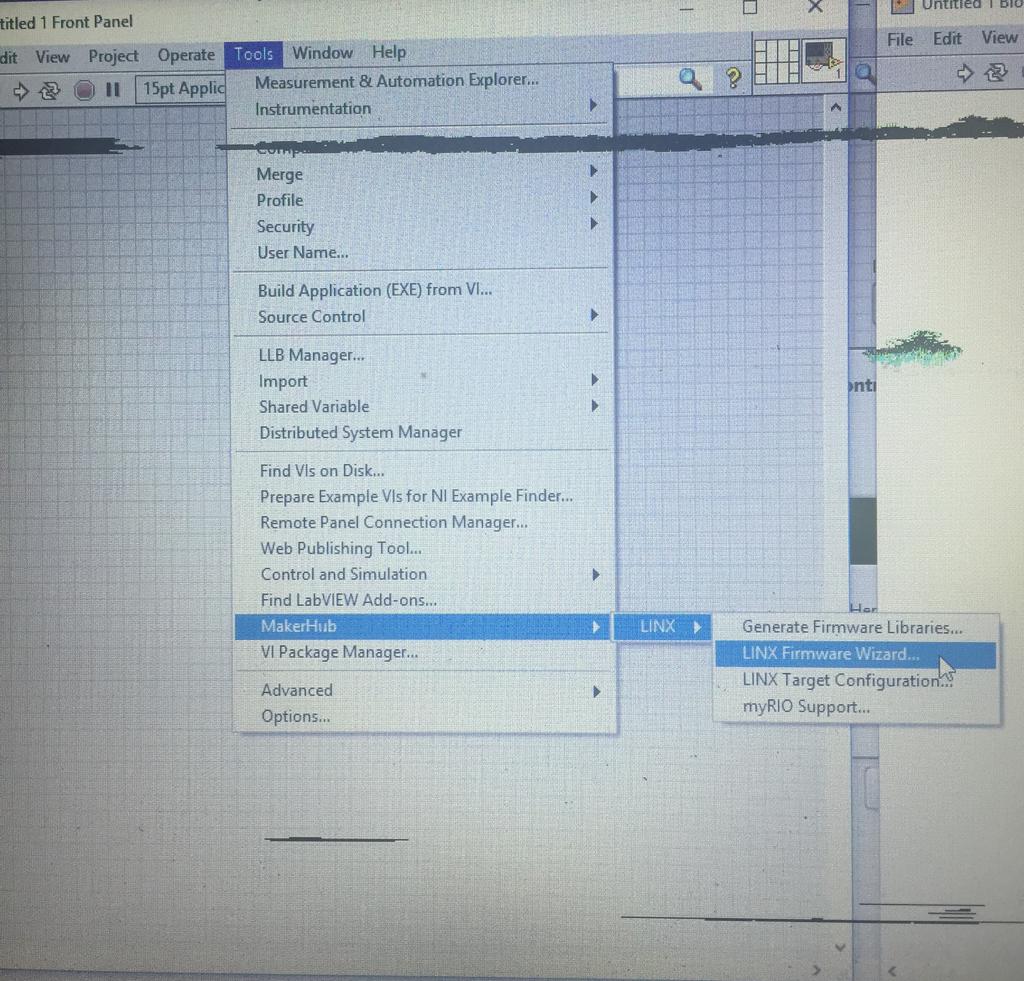 titled 1 Front Panel
Untitled 1 Blo
dit View Project Operate Tools Window Help
File Edit View
15pt Applic
1
Measurement & Automation Explorer...
Instrumentation
Merge
Profile
Security
User Name...
Build Application (EXE) from VI...
Source Control
LLB Manager...
Import
Shared Variable
Distributed System Manager
Find VIs on Disk...
Prepare Example VIs for NI Example Finder...
Remote Panel Connection Manager...
Web Publishing Tool...
Control and Simulation
Find LabVIEW Add-ons...
MakerHub
LINX
Generate Firmware Libraries...
VI Package Manager...
LINX Firmware Wizard...
LINX Target Configuration...
Advanced
myRIO Support...
Options...